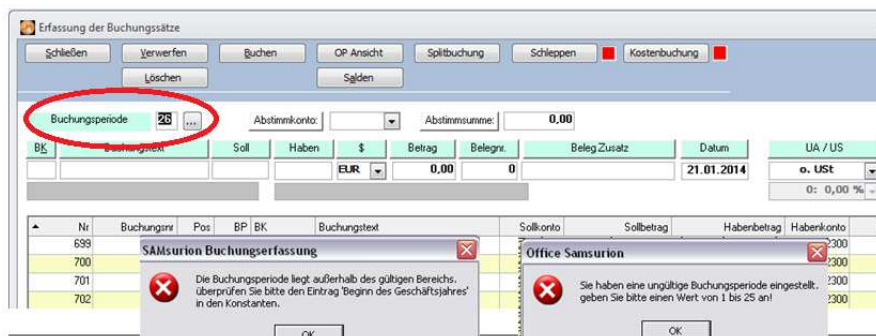 Erfassung der Buchungssätze
Schließen Verwerfen Buchen OP Ansicht Splitbuchung Schleppen Kostenbuchung
Löschen Salden
Buchungsperiode 26 ... Abstimmkonto: Abstimmsumme: 0,00
BK Buchungstext Soll Haben $ Betrag Belegnr. Beleg Zusatz Datum UA / US
EUR 0,00 0 21.01.2014 o. USt
0: 0,00 %
Nr Buchungsnr Pos BP BK Buchungstext Sollkonto Sollbetrag Habenbetrag Habenkonto
699 2300
700
701 2300
702 2300
SAMsurion Buchungserfassung
Die Buchungsperiode liegt außerhalb des gültigen Bereichs.
überprüfen Sie bitte den Eintrag 'Beginn des Geschäftsjahres'
in den Konstanten.
OK
Office Samsurion
Sie haben eine ungültige Buchungsperiode eingestellt.
geben Sie bitte einen Wert von 1 bis 25 an!
OK